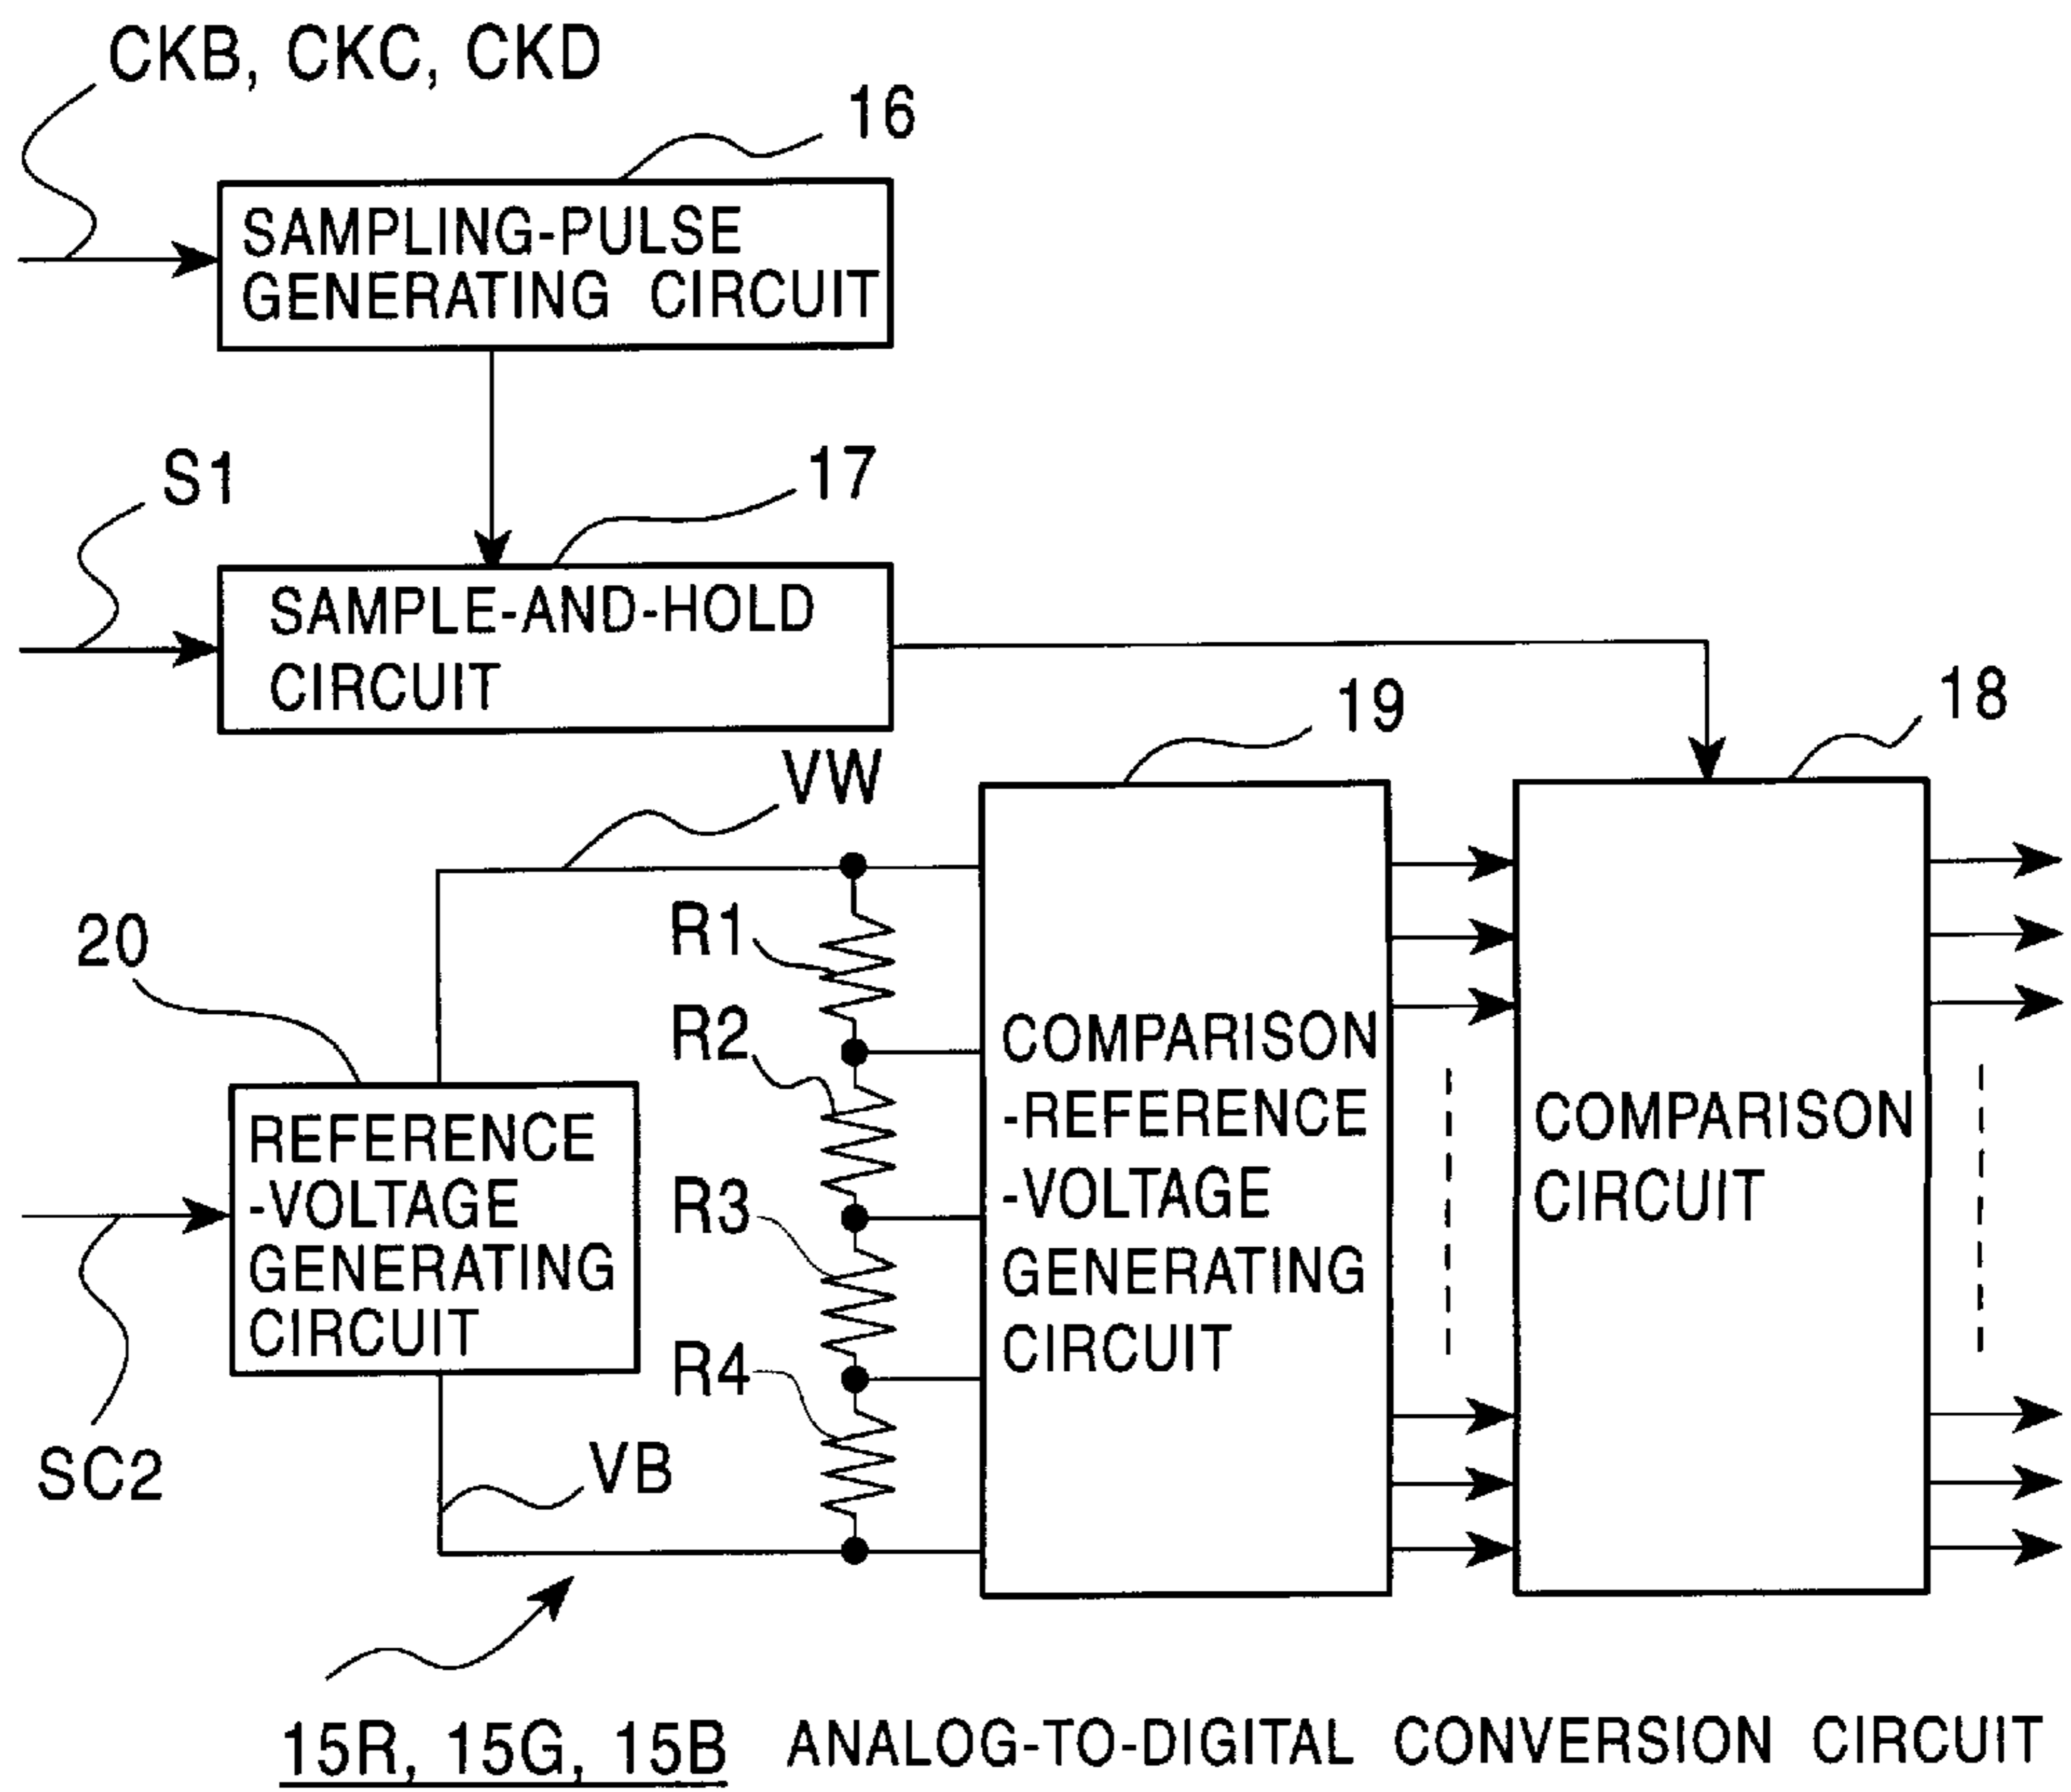 CKB, CKC, CKD
16
SAMPLING-PULSE
GENERATING CIRCUIT
S1
17
SAMPLE-AND-HOLD
CIRCUIT
19
18
VW
20
R1
R2
R3
R4
REFERENCE
-VOLTAGE
GENERATING
CIRCUIT
COMPARISON
-REFERENCE
-VOLTAGE
GENERATING
CIRCUIT
COMPARISON
CIRCUIT
SC2
VB
15R, 15G, 15B ANALOG-TO-DIGITAL CONVERSION CIRCUIT